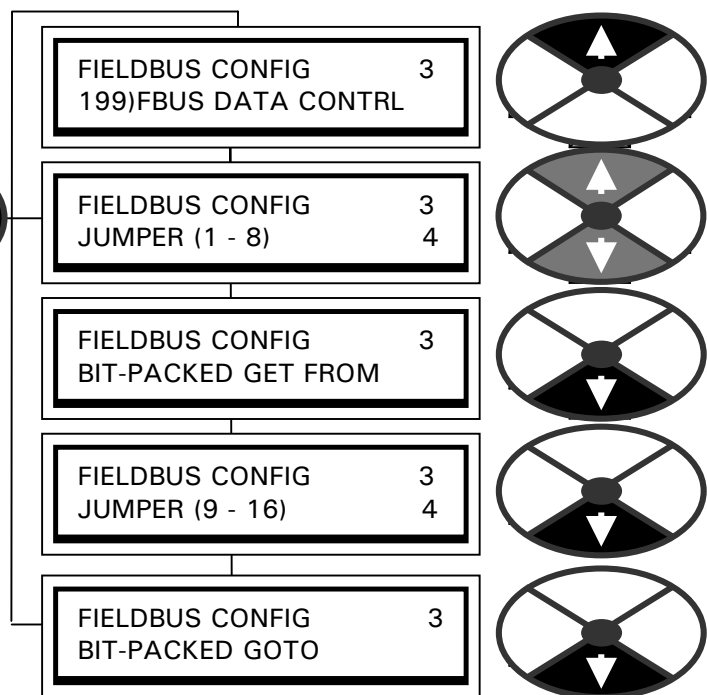 FIELDBUS CONFIG 3
199)FBUS DATA CONTRL
FIELDBUS CONFIG 3
JUMPER (1 - 8) 4
FIELDBUS CONFIG 3
BIT-PACKED GET FROM
FIELDBUS CONFIG 3
JUMPER (9 - 16) 4
FIELDBUS CONFIG 3
BIT-PACKED GOTO